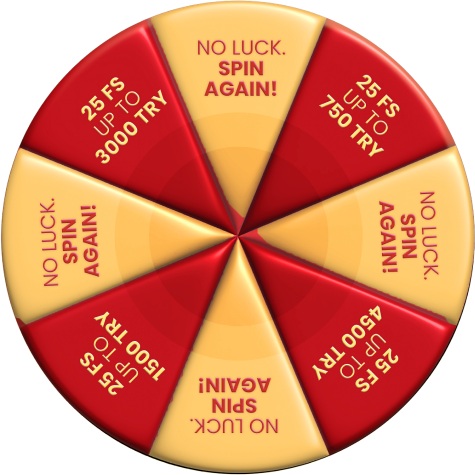 NO LUCK.
SPIN
AGAIN!
25 FS
UP TO
750 TRY
NO LUCK.
SPIN
AGAIN!
25 FS
UP TO
4500 TRY
NO LUCK.
SPIN
AGAIN!
25 FS
UP TO
1500 TRY
NO LUCK.
SPIN
AGAIN!
25 FS
UP TO
3000 TRY